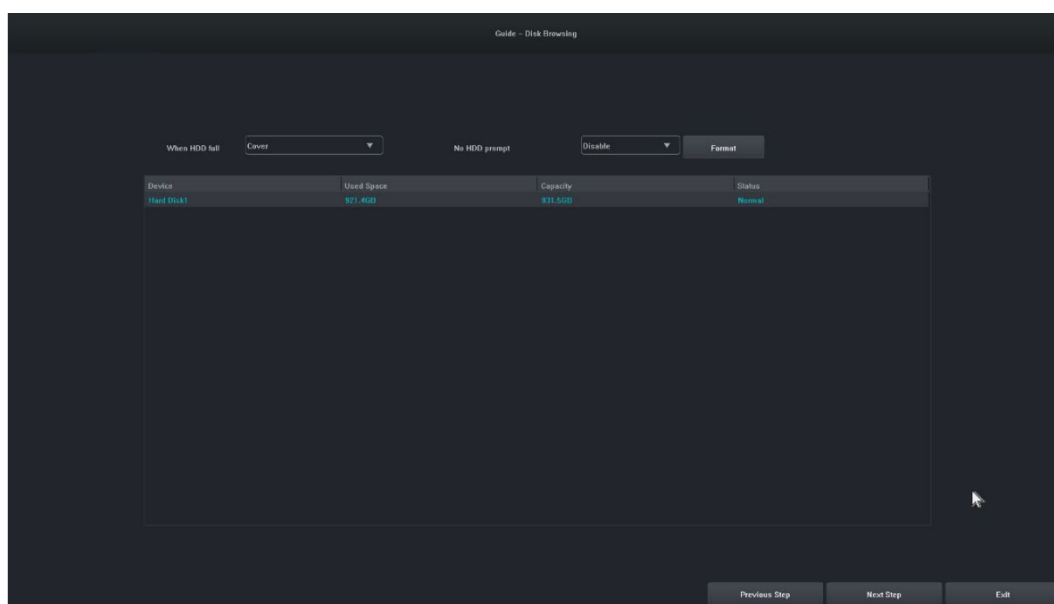 Guide - Disk Browsing
When HDD full Cover No HDD prompt Disable Format
Device Used Space Capacity Status
Hard Disk1 921.4GB 931.5GB Normal
Previous Step Next Step Exit